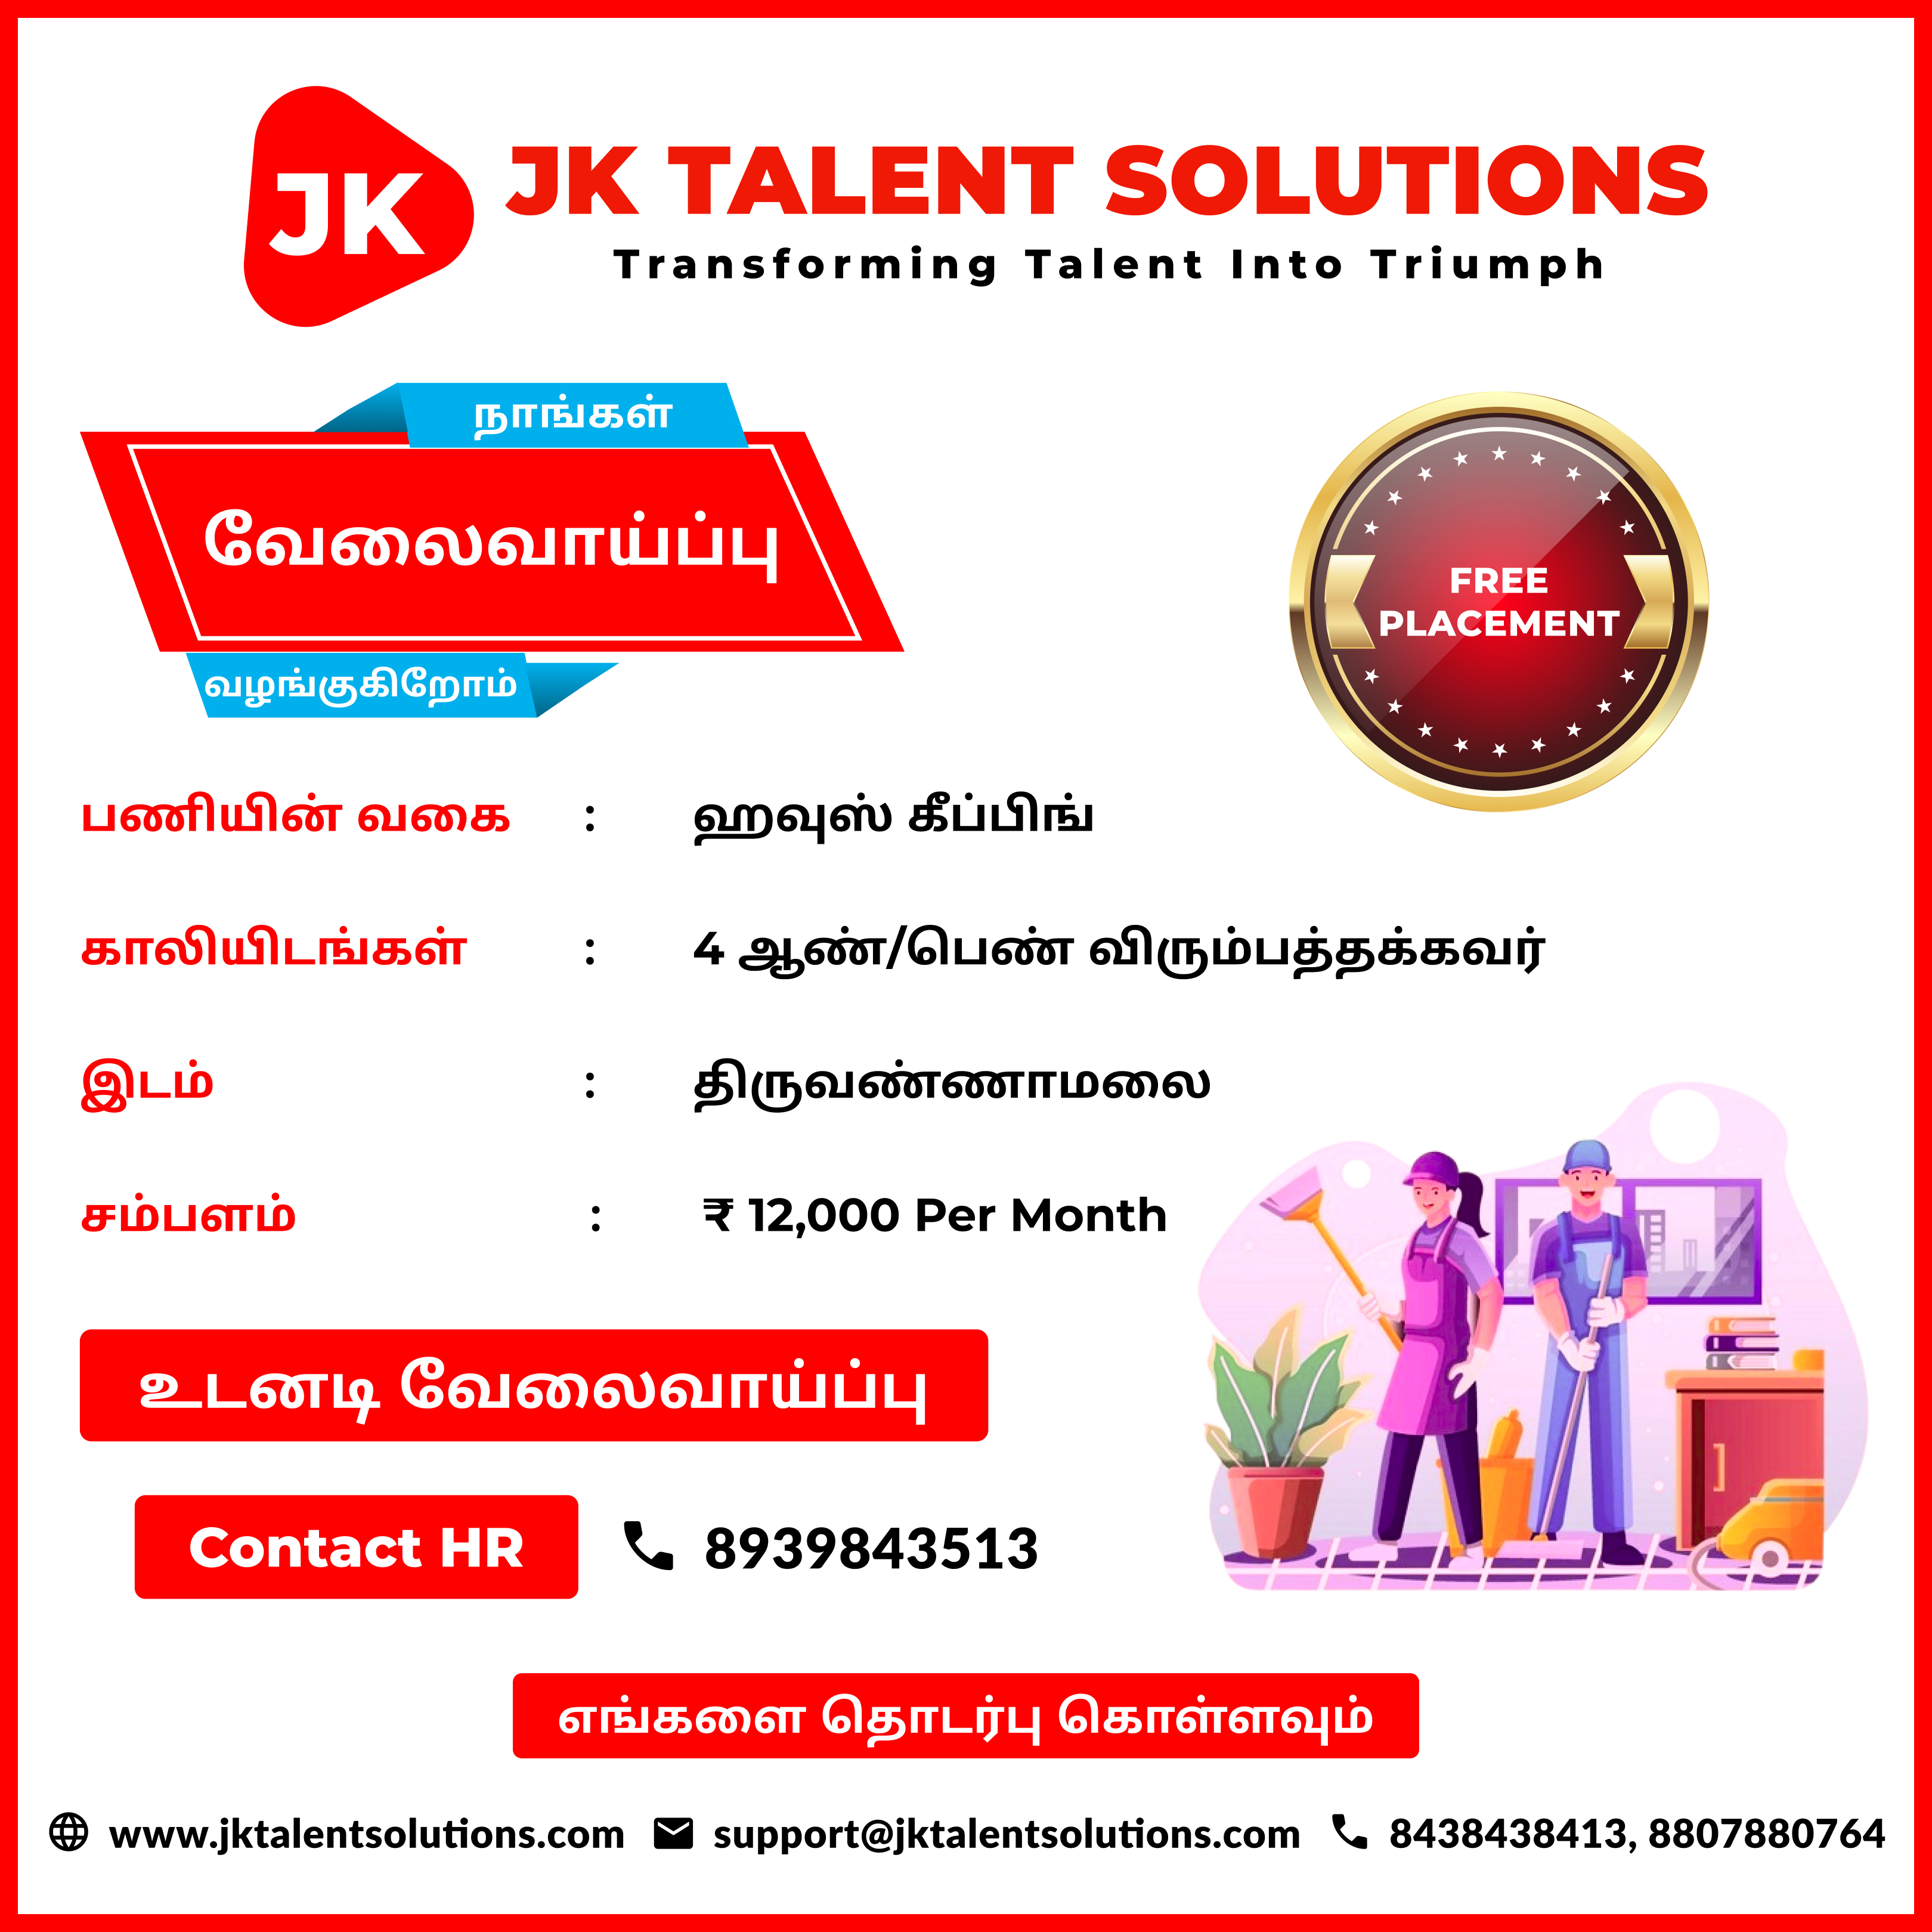 JK
JK TALENT SOLUTIONS
Transforming Talent Into Triumph
நாங்கள்
வேலைவாய்ப்பு
வழங்குகிறோம்
FREE
PLACEMENT
பணியின் வகை : ஹவுஸ் கீப்பிங்
காலியிடங்கள் : 4 ஆண்/பெண் விரும்பத்தக்கவர்
இடம் : திருவண்ணாமலை
சம்பளம் : ₹ 12,000 Per Month
உடனடி வேலைவாய்ப்பு
Contact HR 8939843513
எங்களை தொடர்பு கொள்ளவும்
www.jktalentsolutions.com support@jktalentsolutions.com 8438438413, 8807880764